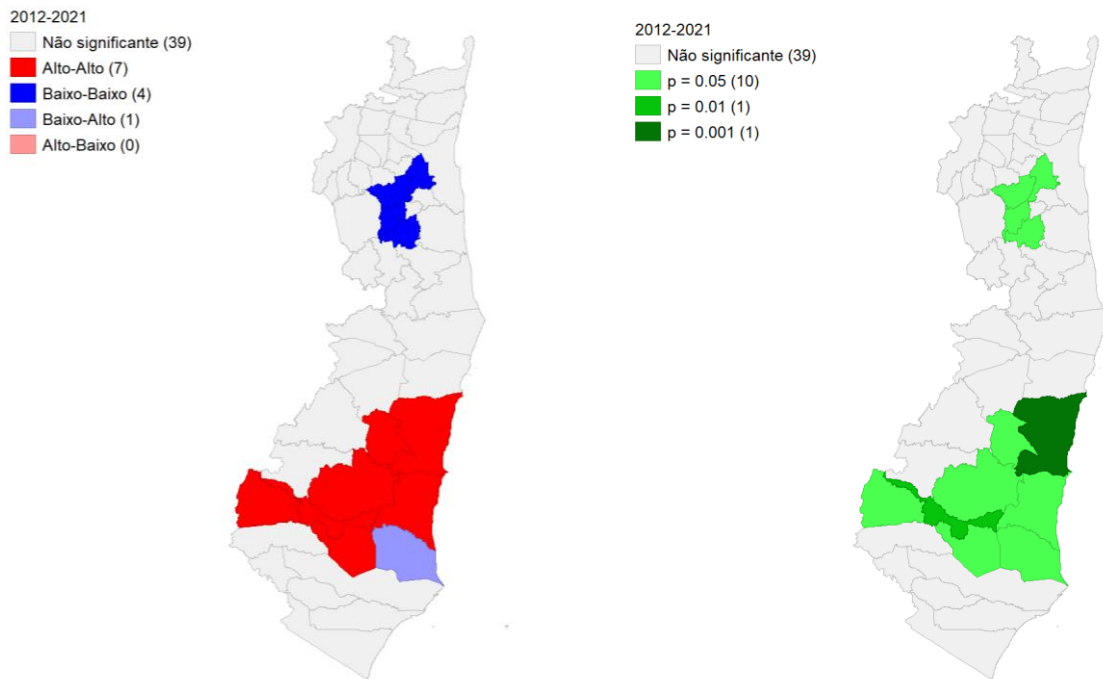 2012-2021
Não significante (39)
Alto-Alto (7)
Baixo-Baixo (4)
Baixo-Alto (1)
Alto-Baixo (0)
2012-2021
Não significante (39)
p = 0.05 (10)
p = 0.01 (1)
p = 0.001 (1)